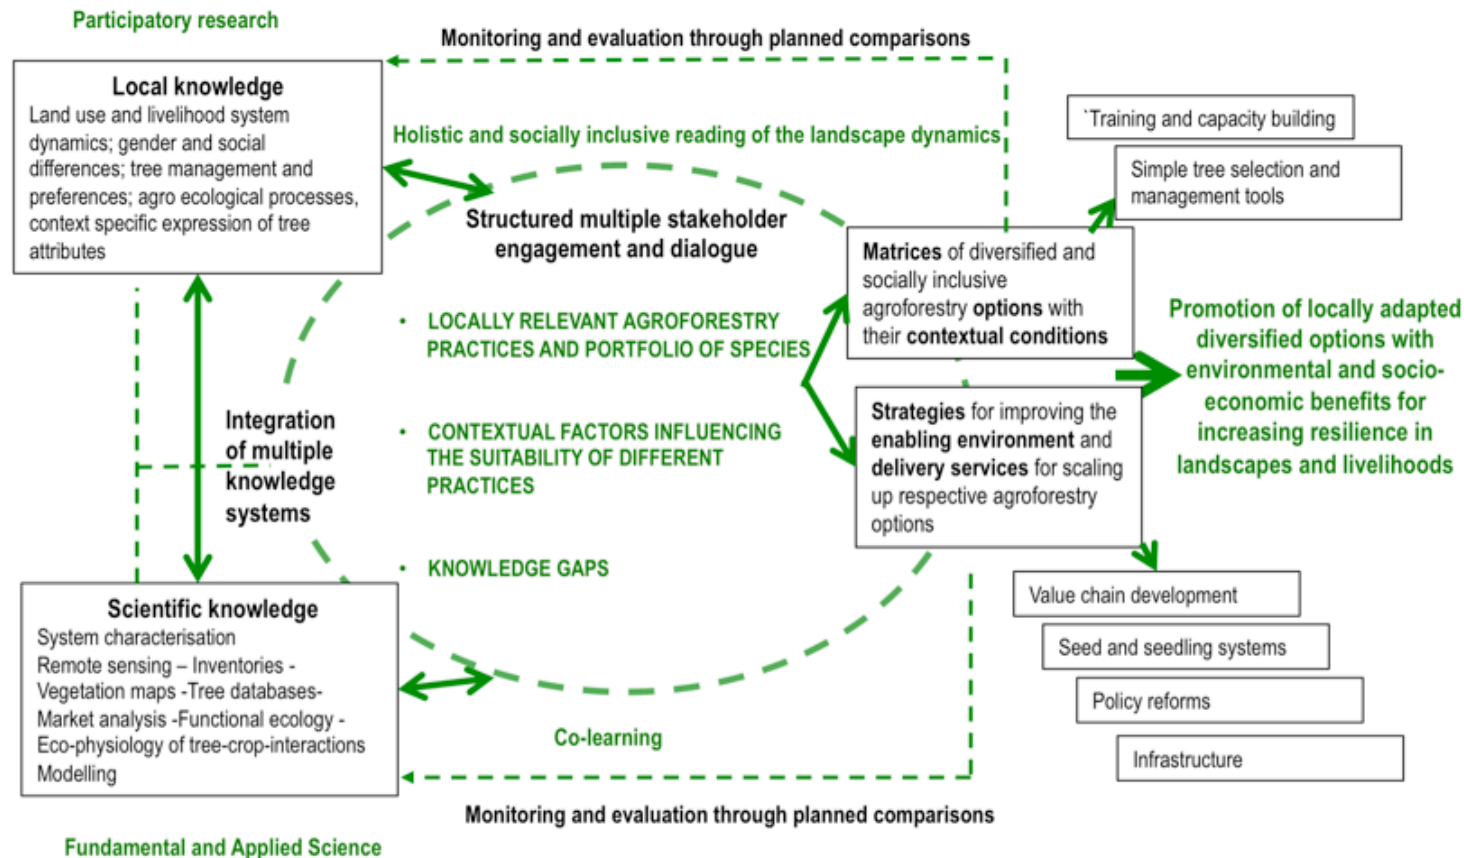 Participatory research
Monitoring and evaluation through planned comparisons
Local knowledge
Land use and livelihood system
dynamics; gender and social
differences; tree management and
preferences; agro ecological processes,
context specific expression of tree
attributes
Holistic and socially inclusive reading of the landscape dynamics
Structured multiple stakeholder
engagement and dialogue
• LOCALLY RELEVANT AGROFORESTRY
PRACTICES AND PORTFOLIO OF SPECIES
• CONTEXTUAL FACTORS INFLUENCING
THE SUITABILITY OF DIFFERENT
PRACTICES
• KNOWLEDGE GAPS
Integration
of multiple
knowledge
systems
Scientific knowledge
System characterisation
Remote sensing – Inventories -
Vegetation maps -Tree databases-
Market analysis -Functional ecology -
Eco-physiology of tree-crop-interactions
Modelling
Co-learning
Monitoring and evaluation through planned comparisons
Fundamental and Applied Science
Matrices of diversified and
socially inclusive
agroforestry options with
their contextual conditions
Strategies for improving the
enabling environment and
delivery services for scaling
up respective agroforestry
options
`Training and capacity building
Simple tree selection and
management tools
Promotion of locally adapted
diversified options with
environmental and socio-
economic benefits for
increasing resilience in
landscapes and livelihoods
Value chain development
Seed and seedling systems
Policy reforms
Infrastructure